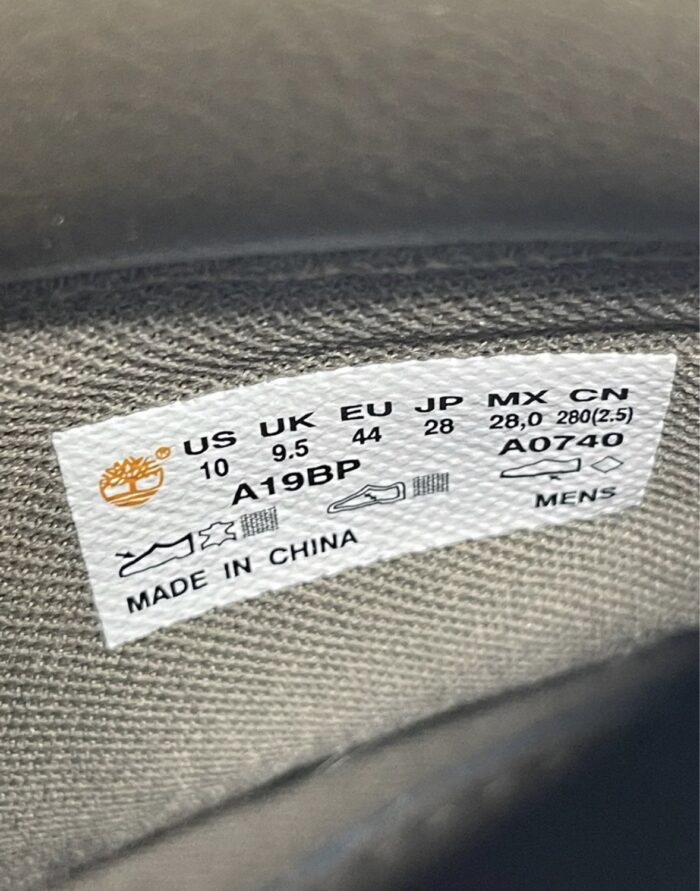 US UK EU JP MX CN
10 9.5 44 28 28,0 280(2.5)
A19BP A0740
MENS
MADE IN CHINA